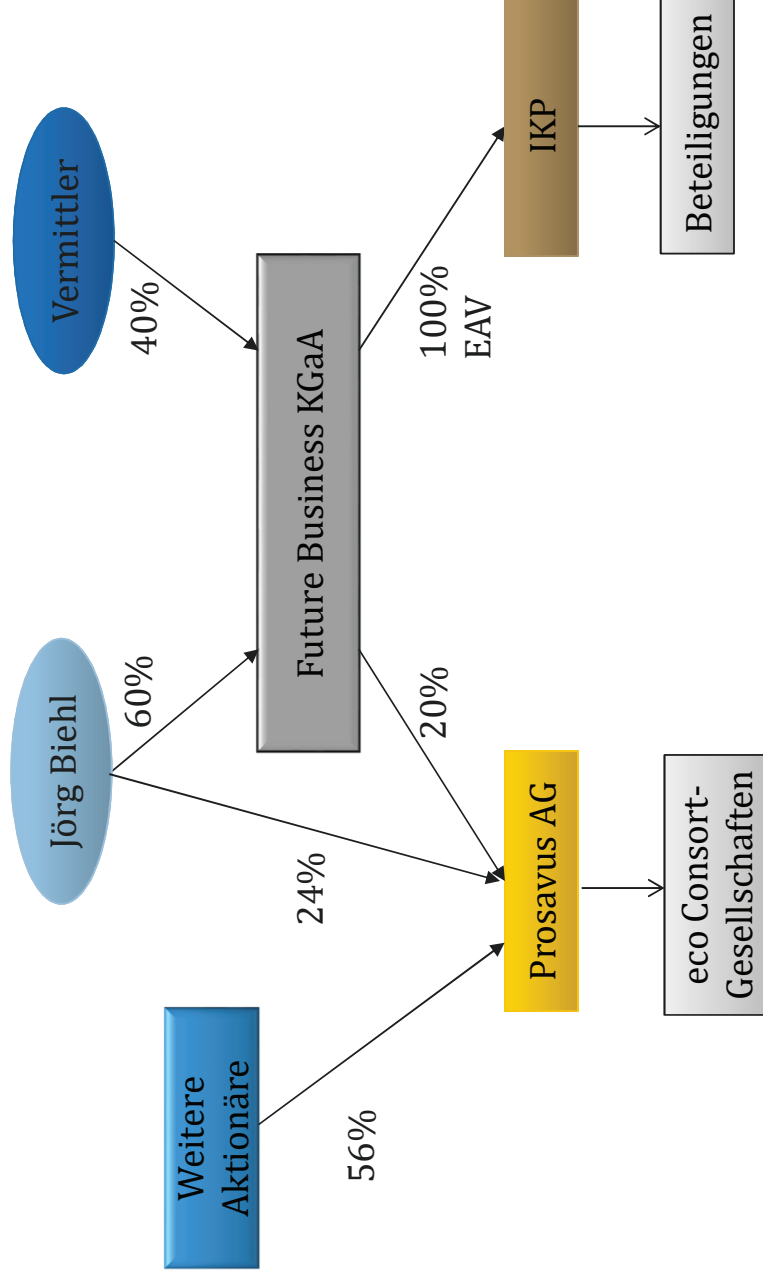 Jörg Biehl
Vermittler
Weitere
Aktionäre
60%
40%
24%
Future Business KGaA
56%
20%
100%
EAV
Prosavus AG
IKP
eco Consort-
Gesellschaften
Beteiligungen